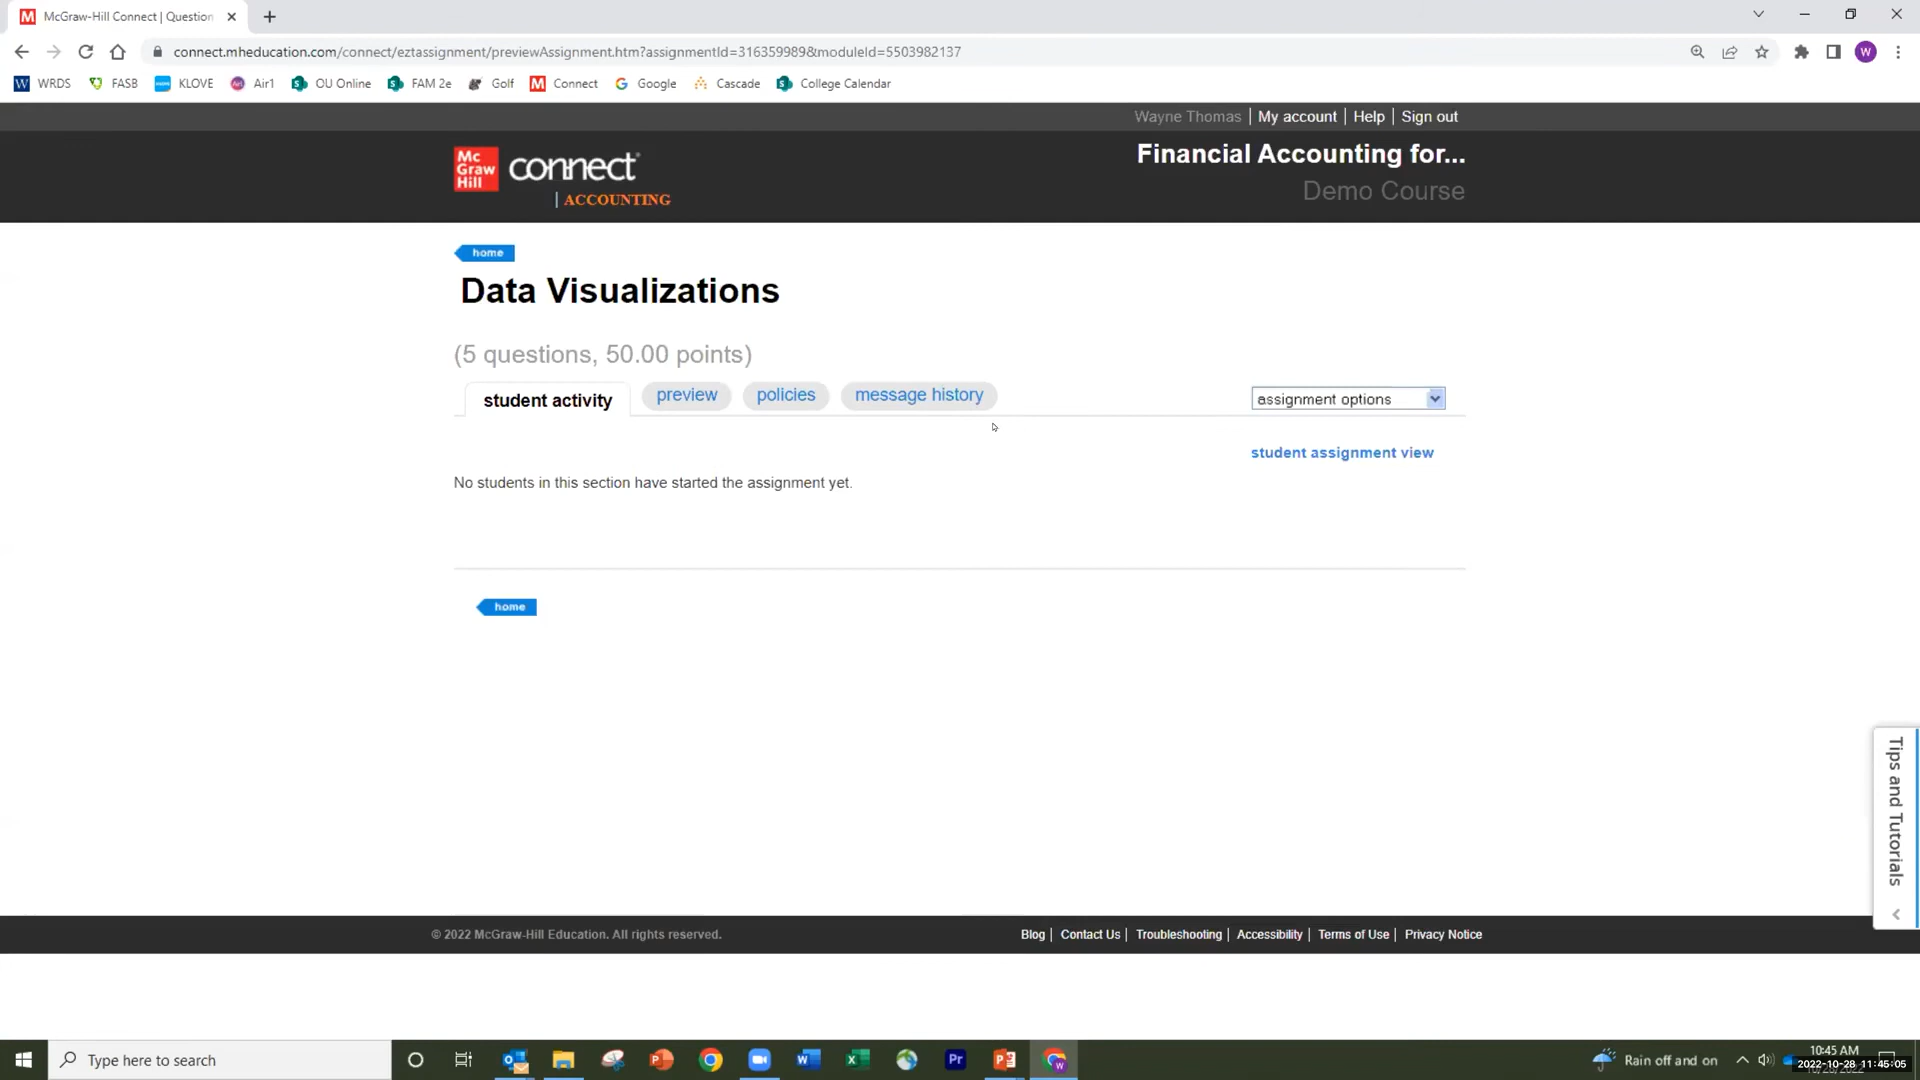 McGraw-Hill Connect | Question
connect.mheducation.com/connect/eztassignment/previewAssignment.htm?assignmentId=316359989&moduleId=5503982137
W
WRDS FASB KLOVE Air1 OU Online FAM 2e Golf Connect Google Cascade College Calendar
Wayne Thomas | My account | Help | Sign out
Mc
Graw
Hill
connect
| ACCOUNTING
Financial Accounting for...
Demo Course
home
Data Visualizations
(5 questions, 50.00 points)
student activity preview policies message history assignment options
student assignment view
No students in this section have started the assignment yet.
home
Tips and Tutorials
© 2022 McGraw-Hill Education. All rights reserved.
Blog | Contact Us | Troubleshooting | Accessibility | Terms of Use | Privacy Notice
Type here to search
Rain off and on
10:45 AM
2022-10-28 11:45:05